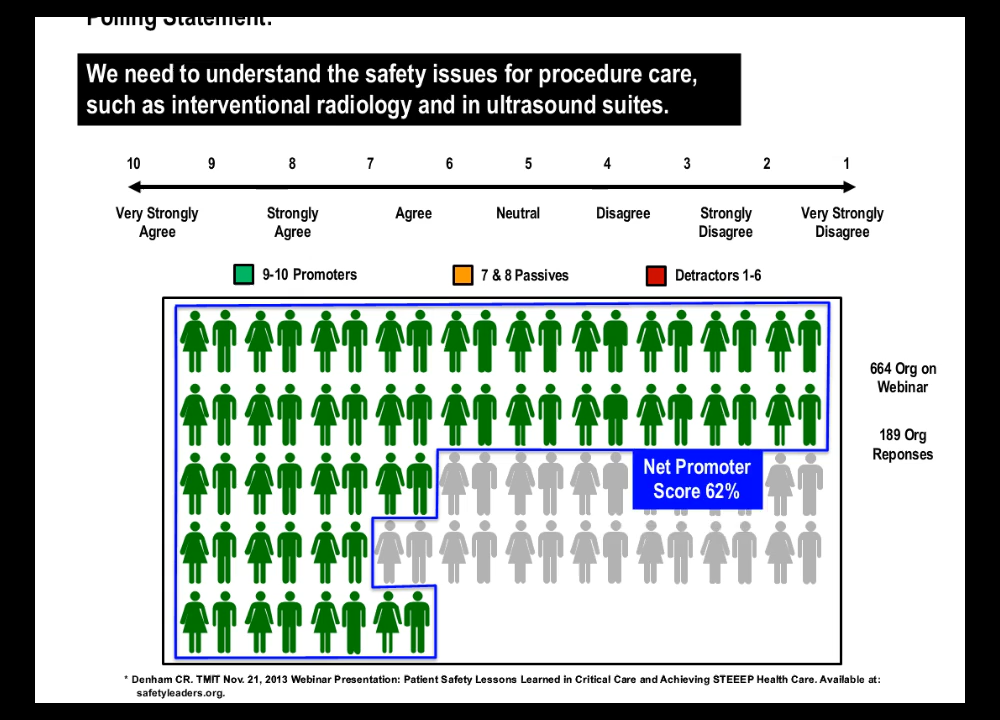 Polling Statement:
We need to understand the safety issues for procedure care,
such as interventional radiology and in ultrasound suites.
10 9 8 7 6 5 4 3 2 1
Very Strongly Agree Strongly Agree Agree Neutral Disagree Strongly Disagree Very Strongly Disagree
9-10 Promoters 7 & 8 Passives Detractors 1-6
664 Org on
Webinar
189 Org
Reponses
Net Promoter
Score 62%
* Denham CR. TMIT Nov. 21, 2013 Webinar Presentation: Patient Safety Lessons Learned in Critical Care and Achieving STEEEP Health Care. Available at:
safetyleaders.org.